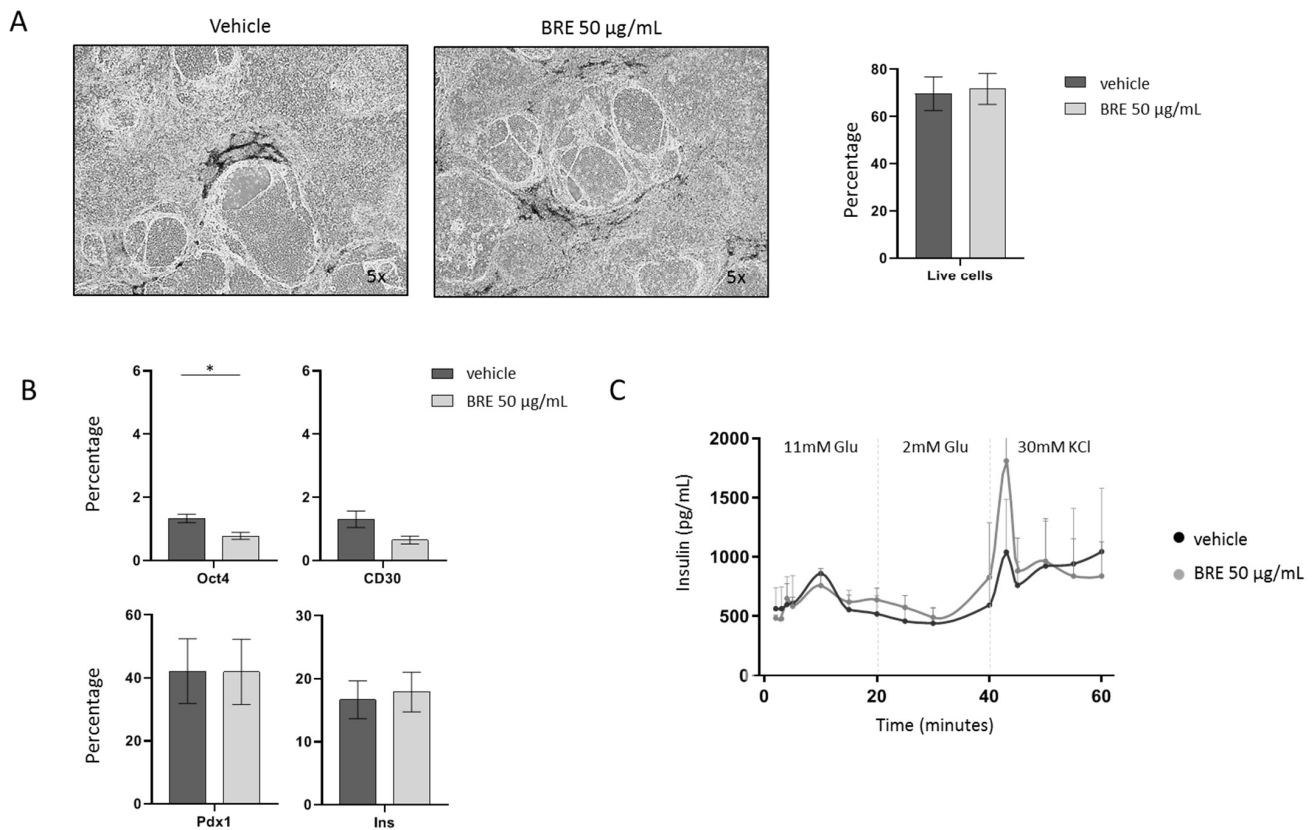 A
Vehicle
BRE 50 µg/mL
5x
5x
80
60
40
20
0
Percentage
Live cells
vehicle
BRE 50 µg/mL
B
6
4
2
0
Percentage
*
Oct4
6
4
2
0
CD30
vehicle
BRE 50 µg/mL
60
40
20
0
Percentage
Pdx1
30
20
10
0
Ins
C
2000
1500
1000
500
0
Insulin (pg/mL)
11mM Glu
2mM Glu
30mM KCl
0
20
40
60
Time (minutes)
vehicle
BRE 50 µg/mL